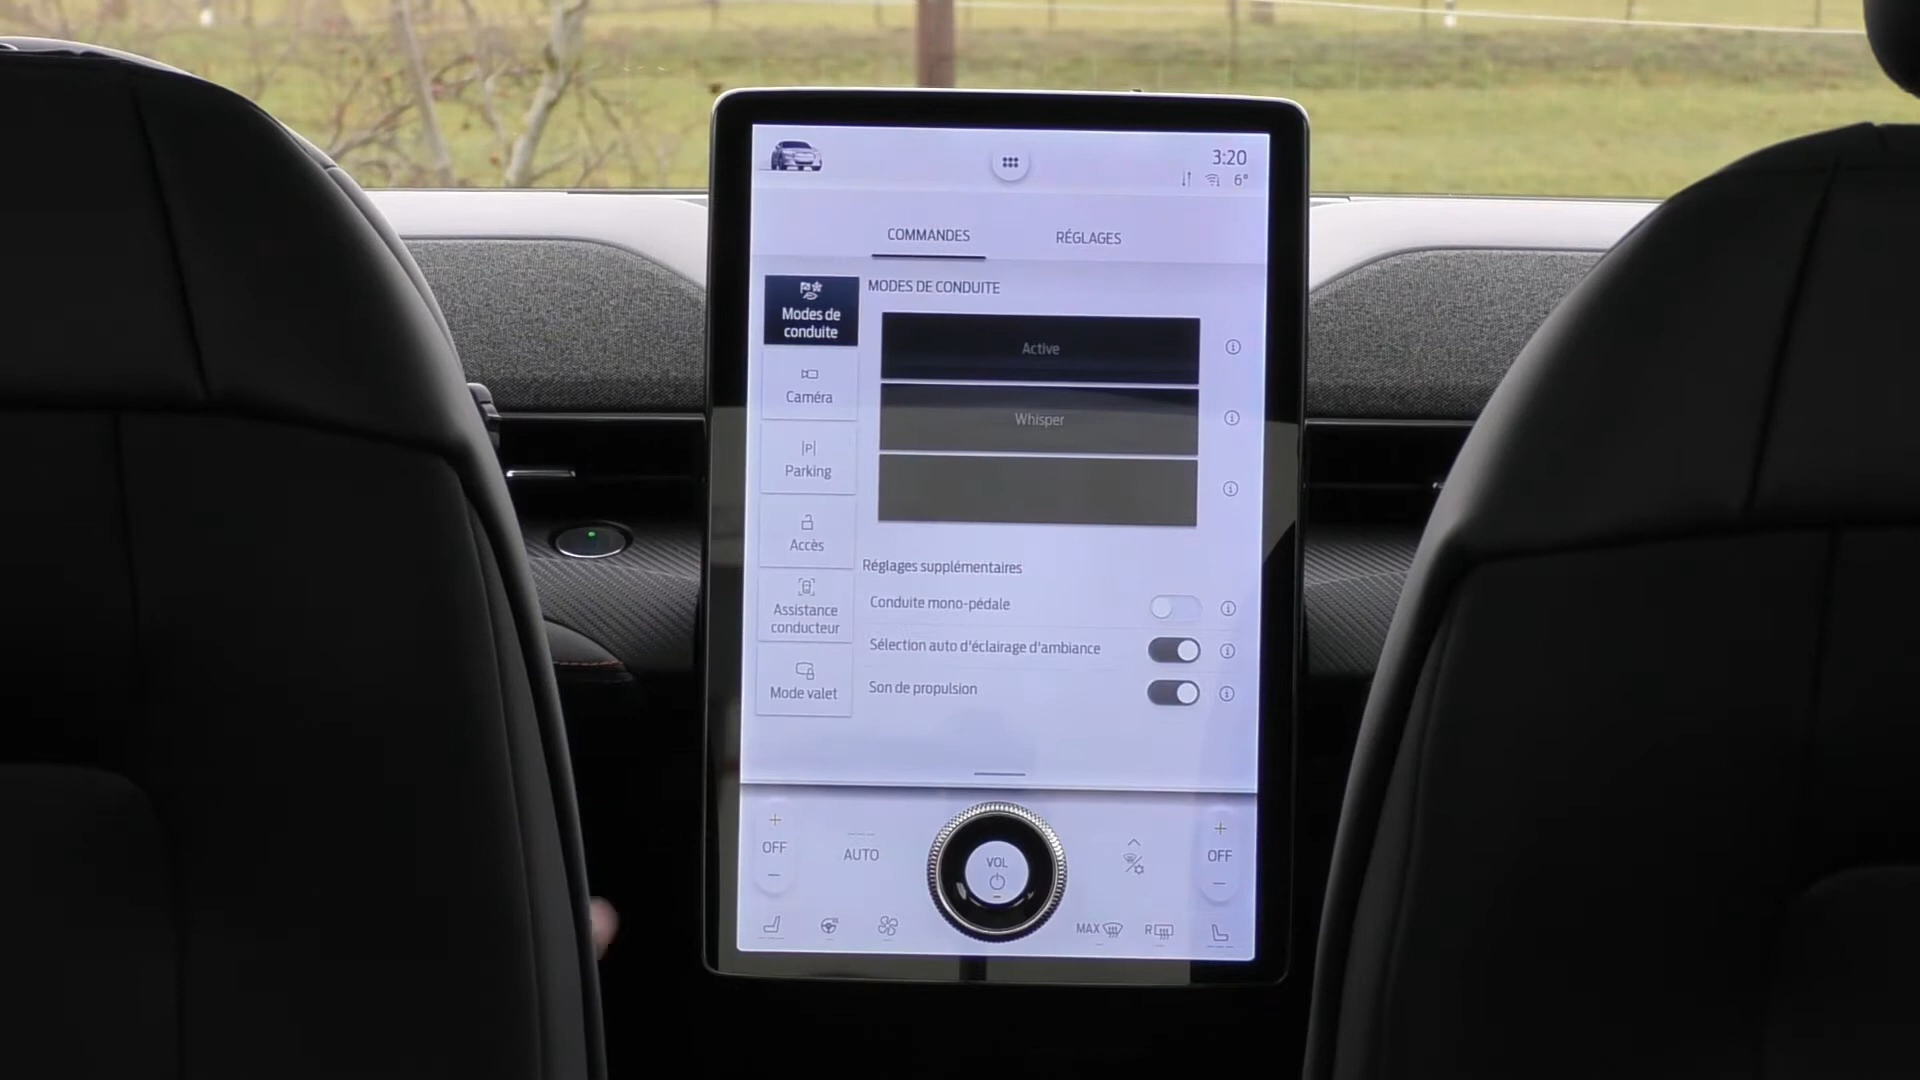 3:20
6°
COMMANDES
RÉGLAGES
Modes de
conduite
MODES DE CONDUITE
Active
Whisper
Caméra
|P|
Parking
Accès
Assistance
conducteur
Mode valet
Réglages supplémentaires
Conduite mono-pédale
Sélection auto d'éclairage d'ambiance
Son de propulsion
+
OFF
−
AUTO
VOL
+
OFF
−
MAX
R